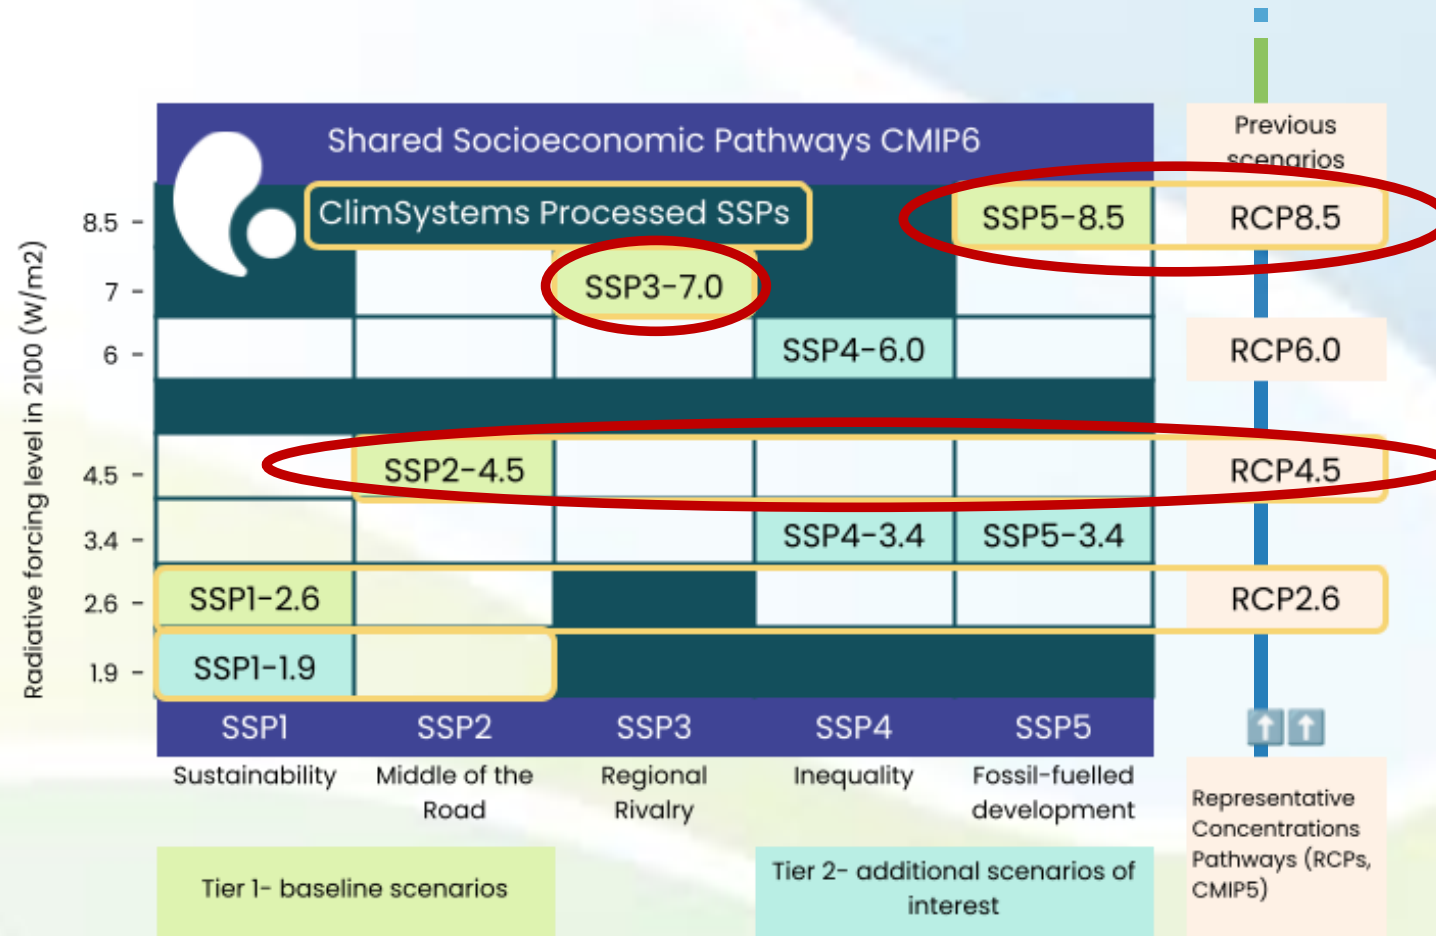 Shared Socioeconomic Pathways CMIP6
Previous
scenarios
ClimSystems Processed SSPs
8.5 -
SSP5-8.5
RCP8.5
7 -
SSP3-7.0
6 -
SSP4-6.0
RCP6.0
4.5 -
SSP2-4.5
RCP4.5
3.4 -
SSP4-3.4
SSP5-3.4
2.6 -
SSP1-2.6
RCP2.6
1.9 -
SSP1-1.9
Radiative forcing level in 2100 (W/m2)
SSP1
SSP2
SSP3
SSP4
SSP5
Sustainability
Middle of the
Road
Regional
Rivalry
Inequality
Fossil-fuelled
development
Representative
Concentrations
Pathways (RCPs,
CMIP5)
Tier 1- baseline scenarios
Tier 2- additional scenarios of
interest